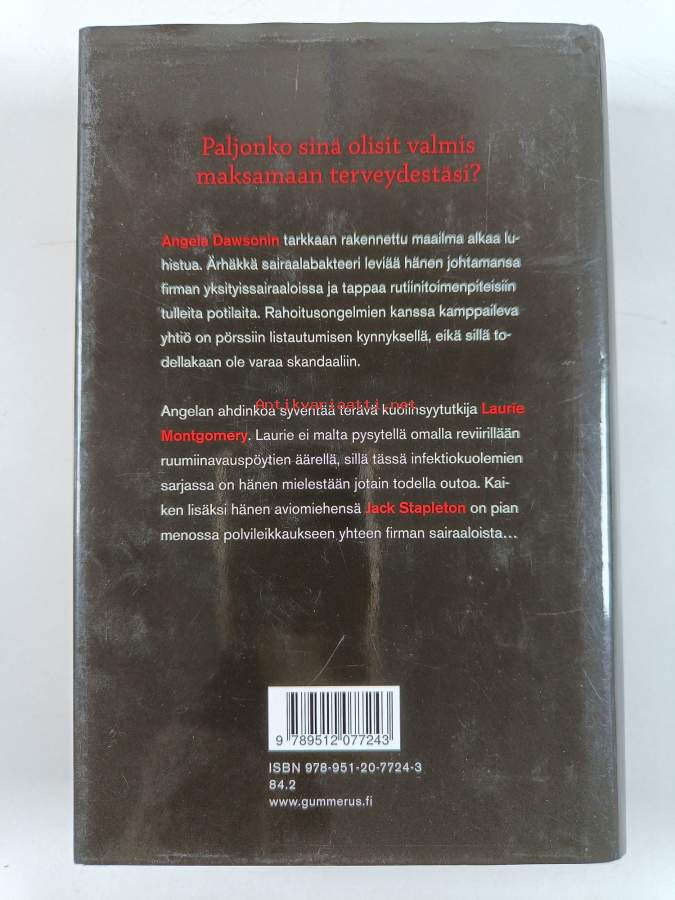 Paljonko sinä olisit valmis
maksamaan terveydestäsi?
Angela Dawsonin tarkkaan rakennettu maailma alkaa lu-
histua. Ärhäkkä sairaalabakteeri leviää hänen johtamansa
firman yksityissairaaloissa ja tappaa rutiinitoimenpiteisiin
tulleita potilaita. Rahoitusongelmien kanssa kamppaileva
yhtiö on pörssiin listautumisen kynnyksellä, eikä sillä to-
dellakaan ole varaa skandaaliin.
Antikvariaatti.net
Angelan ahdinkoa syventää terävä kuolinsyytutkija Laurie
Montgomery. Laurie ei malta pysytellä omalla reviirillään
ruumiinavauspöytien äärellä, sillä tässä infektiokuolemien
sarjassa on hänen mielestään jotain todella outoa. Kai-
ken lisäksi hänen aviomiehensä Jack Stapleton on pian
menossa polvileikkaukseen yhteen firman sairaaloista...
9 789512 077243
ISBN 978-951-20-7724-3
84.2
www.gummerus.fi